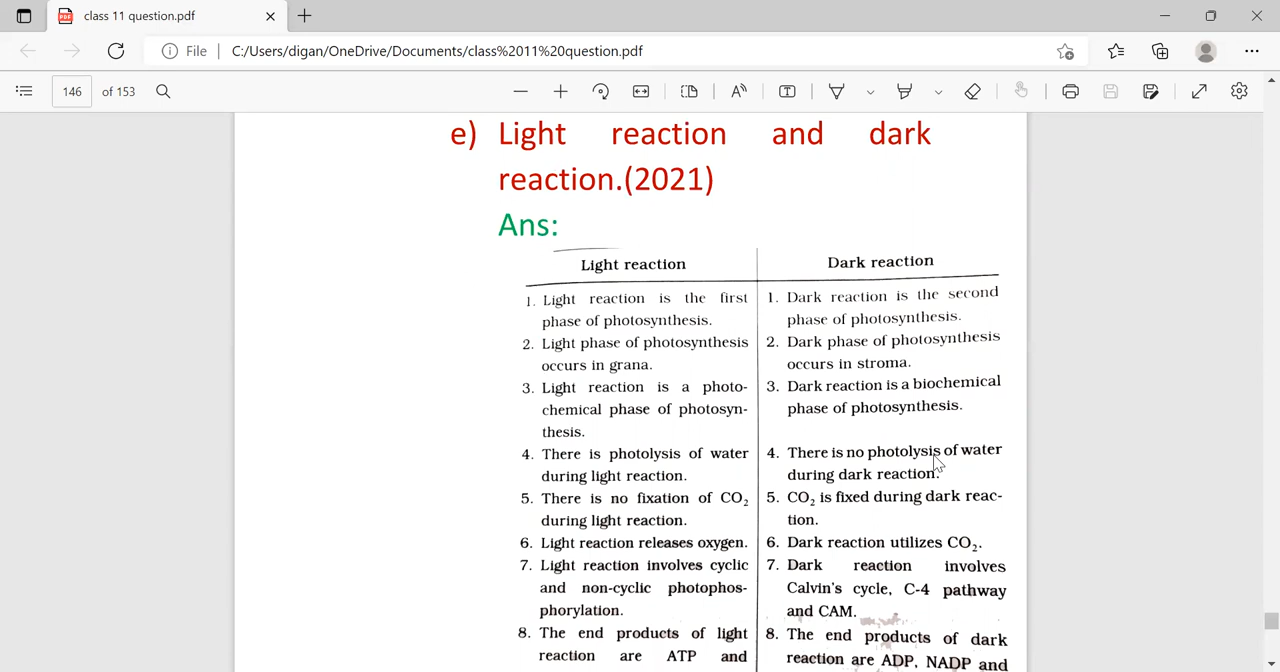 class 11 question.pdf
File
C:/Users/digan/OneDrive/Documents/class%2011%20question.pdf
146 of 153
e) Light reaction and dark
reaction.(2021)
Ans:
Light reaction
1. Light reaction is the first
phase of photosynthesis.
2. Light phase of photosynthesis
occurs in grana.
3. Light reaction is a photo-
chemical phase of photosyn-
thesis.
4. There is photolysis of water
during light reaction.
5. There is no fixation of CO₂
during light reaction.
6. Light reaction releases oxygen.
7. Light reaction involves cyclic
and non-cyclic photophos-
phorylation.
8. The end products of light
reaction are ATP and
Dark reaction
1. Dark reaction is the second
phase of photosynthesis.
2. Dark phase of photosynthesis
occurs in stroma.
3. Dark reaction is a biochemical
phase of photosynthesis.
4. There is no photolysis of water
during dark reaction.
5. CO₂ is fixed during dark reac-
tion.
6. Dark reaction utilizes CO₂.
7. Dark reaction involves
Calvin's cycle, C-4 pathway
and CAM.
8. The end products of dark
reaction are ADP, NADP and